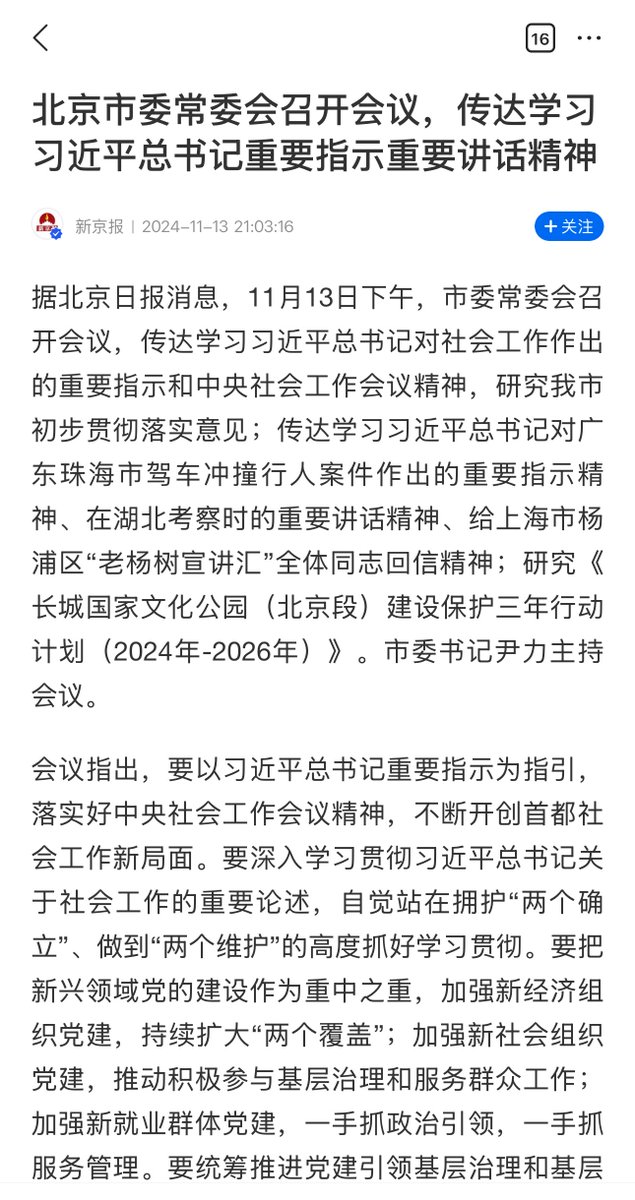 16
北京市委常委会召开会议，传达学习
习近平总书记重要指示重要讲话精神
新京报 | 2024-11-13 21:03:16
+关注
据北京日报消息，11月13日下午，市委常委会召
开会议，传达学习习近平总书记对社会工作作出
的重要指示和中央社会工作会议精神，研究我市
初步贯彻落实意见；传达学习习近平总书记对广
东珠海市驾车冲撞行人案件作出的重要指示精
神、在湖北考察时的重要讲话精神、给上海市杨
浦区“老杨树宣讲汇”全体同志回信精神；研究《
长城国家文化公园（北京段）建设保护三年行动
计划（2024年-2026年）》。市委书记尹力主持
会议。
会议指出，要以习近平总书记重要指示为指引，
落实好中央社会工作会议精神，不断开创首都社
会工作新局面。要深入学习贯彻习近平总书记关
于社会工作的重要论述，自觉站在拥护“两个确
立”、做到“两个维护”的高度抓好学习贯彻。要把
新兴领域党的建设作为重中之重，加强新经济组
织党建，持续扩大“两个覆盖”；加强新社会组织
党建，推动积极参与基层治理和服务群众工作；
加强新就业群体党建，一手抓政治引领，一手抓
服务管理。要统筹推进党建引领基层治理和基层